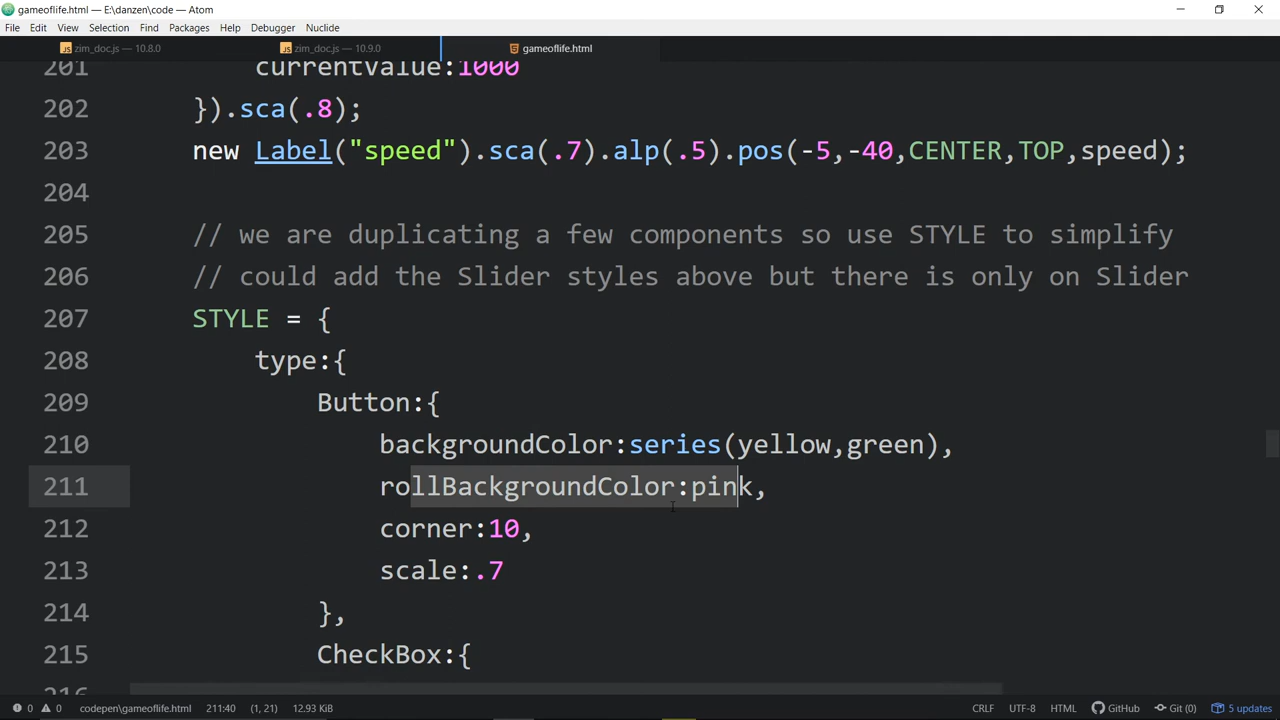 gameoflife.html — E:\danzen\code — Atom
File Edit View Selection Find Packages Help Debugger Nuclide
zim_doc.js — 10.8.0 zim_doc.js — 10.9.0 gameoflife.html
201 currentValue:1000
202 }).sca(.8);
203 new Label("speed").sca(.7).alp(.5).pos(-5,-40,CENTER,TOP,speed);
204
205 // we are duplicating a few components so use STYLE to simplify
206 // could add the Slider styles above but there is only on Slider
207 STYLE = {
208 type:{
209 Button:{
210 backgroundColor:series(yellow,green),
211 rollBackgroundColor:pink,
212 corner:10,
213 scale:.7
214 },
215 CheckBox:{
0 0 codepen\gameoflife.html 211:40 (1, 21) 12.93 KiB CRLF UTF-8 HTML GitHub Git (0) 5 updates